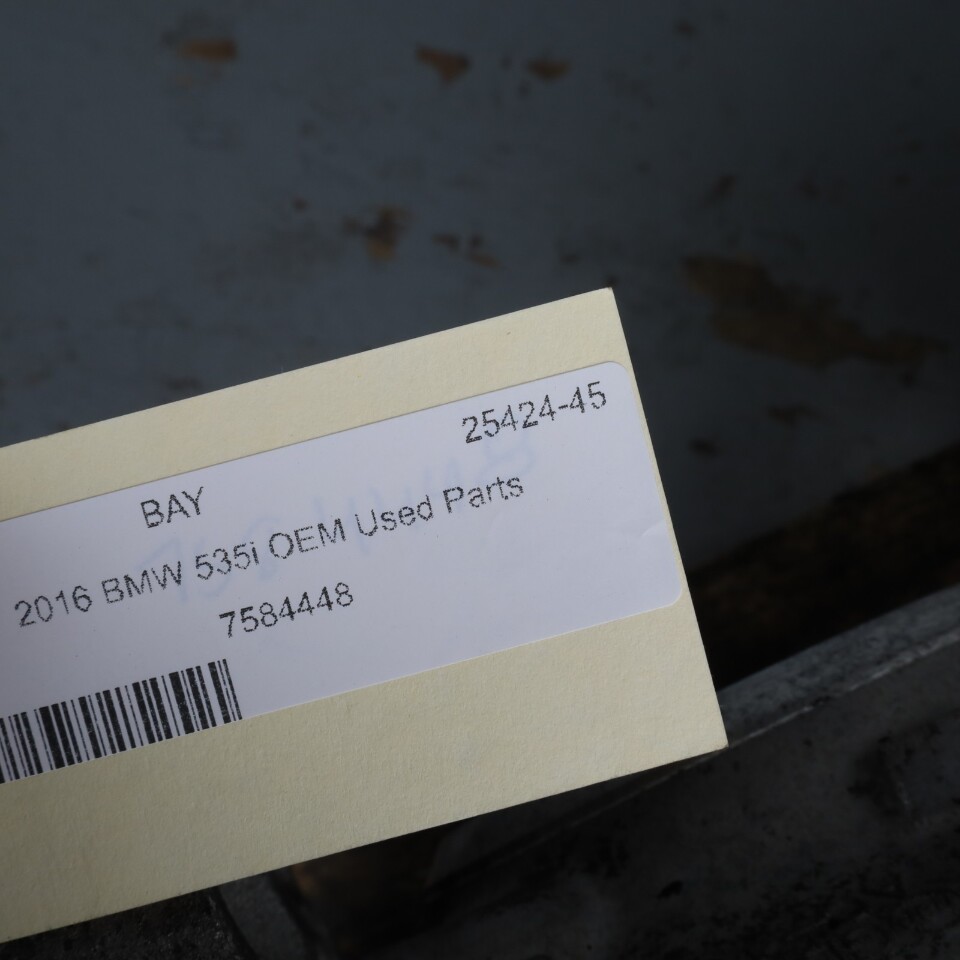 25424-45
BAY
2016 BMW 535i OEM Used Parts
7584448